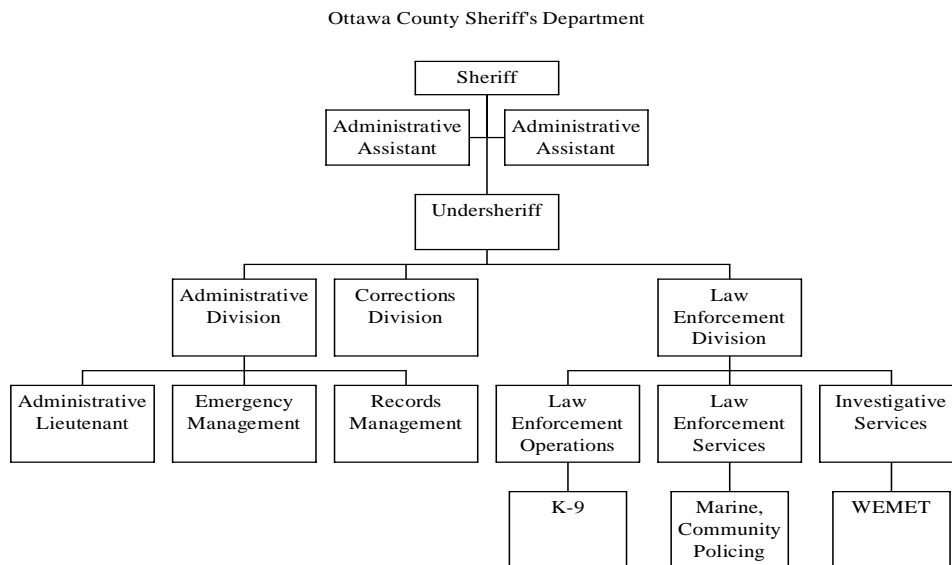 Ottawa County Sheriff's Department
Sheriff
Administrative
Assistant
Administrative
Assistant
Undersheriff
Administrative
Division
Corrections
Division
Law
Enforcement
Division
Administrative
Lieutenant
Emergency
Management
Records
Management
Law
Enforcement
Operations
Law
Enforcement
Services
Investigative
Services
K-9
Marine,
Community
Policing
WEMET